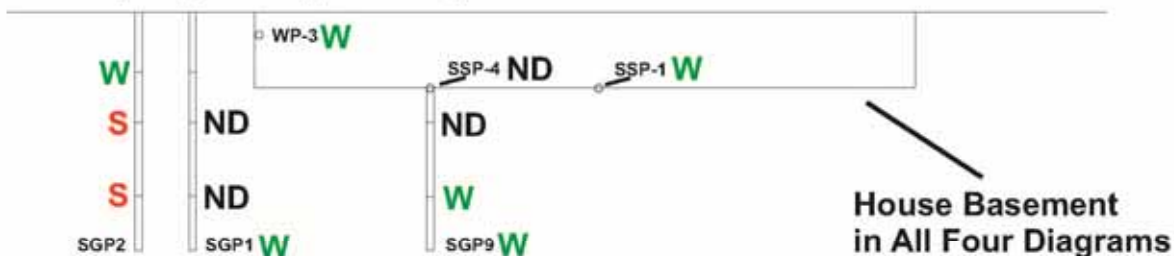 WP-3 W
W SSP-4 ND SSP-1 W
S ND ND
S ND W
House Basement
SGP2 SGP1 W SGP9 W in All Four Diagrams